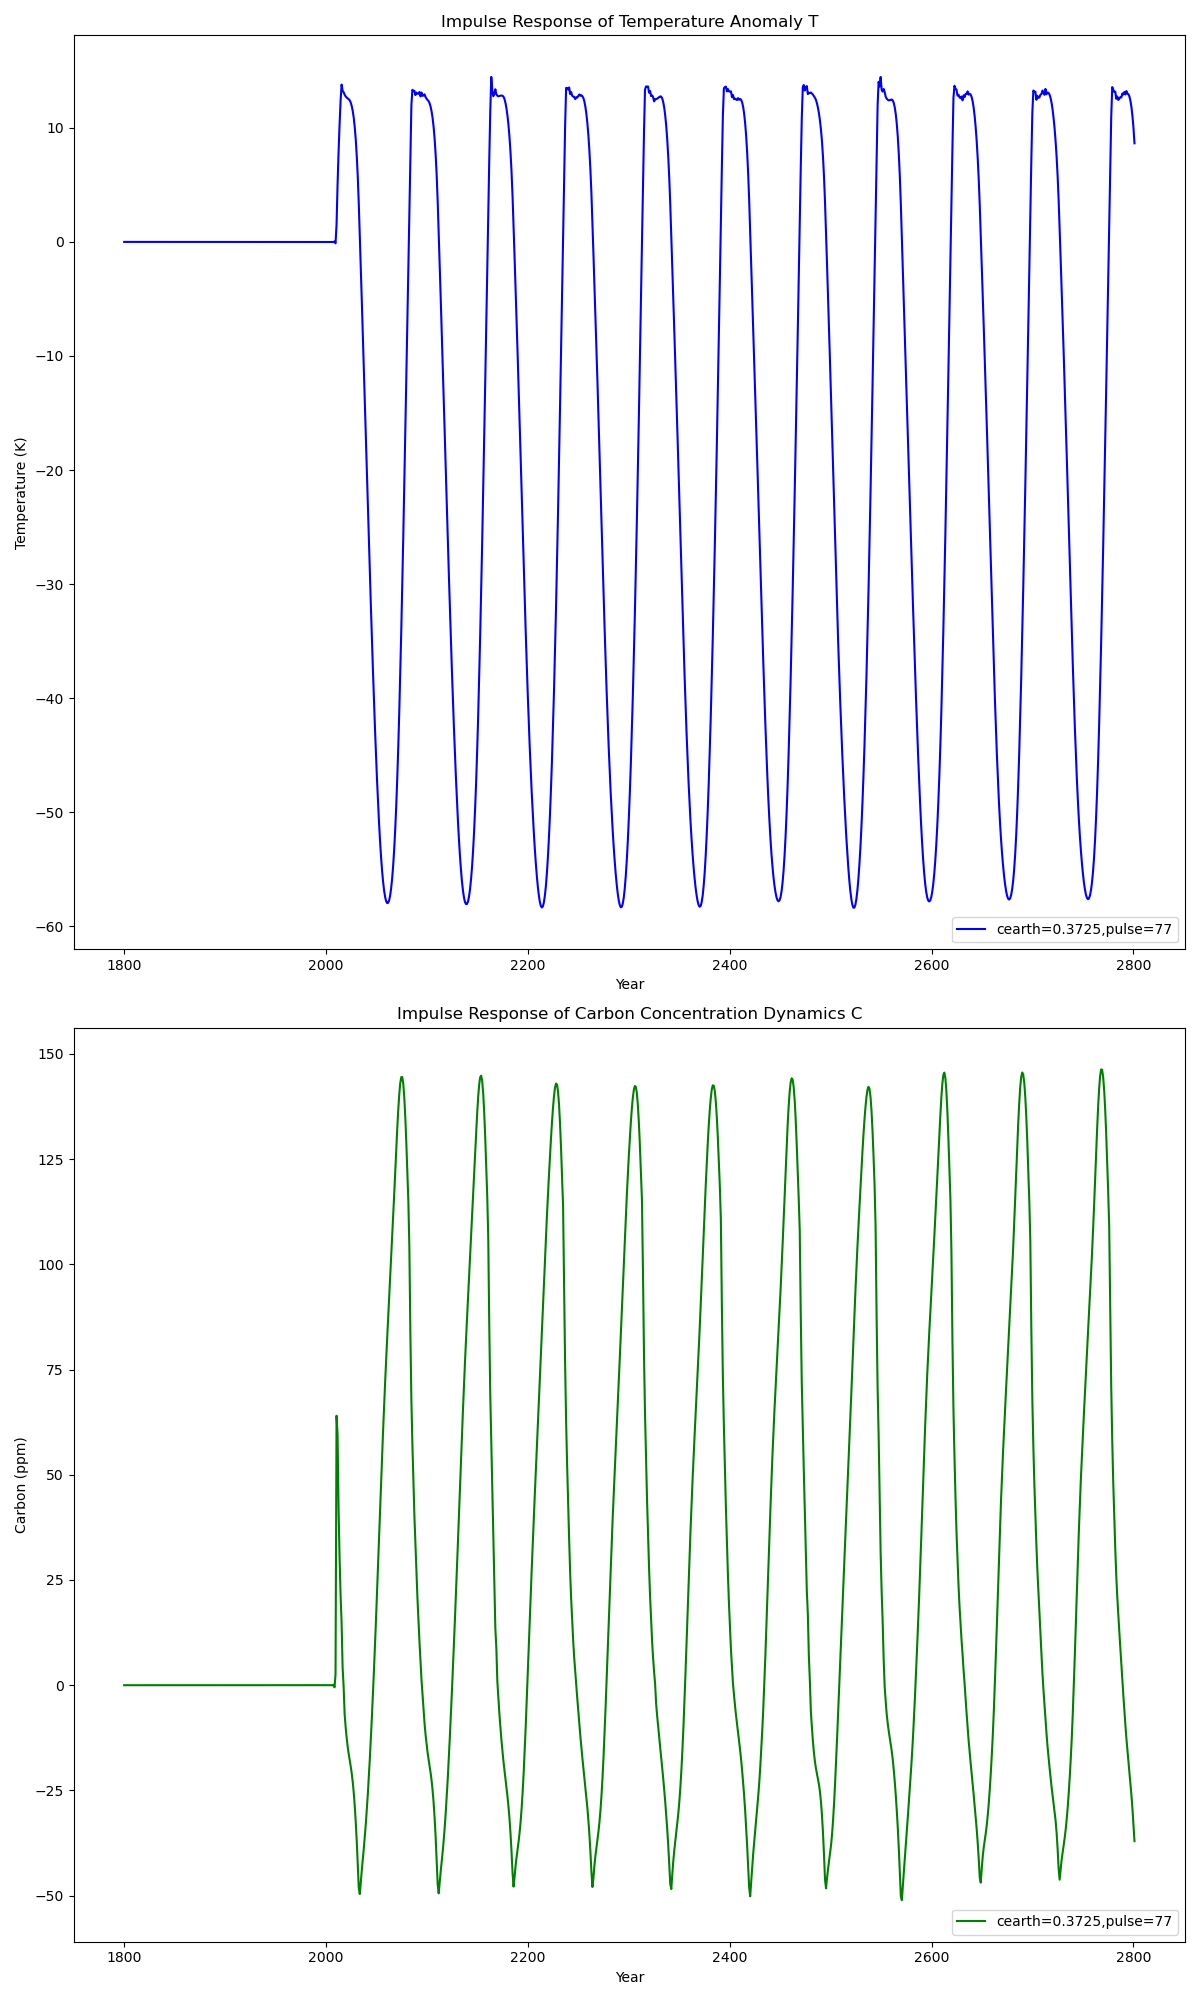 Impulse Response of Temperature Anomaly T
10
0
−10
−20
−30
−40
−50
−60
Temperature (K)
cearth=0.3725,pulse=77
1800 2000 2200 2400 2600 2800
Year
Impulse Response of Carbon Concentration Dynamics C
150
125
100
75
50
25
0
−25
−50
Carbon (ppm)
cearth=0.3725,pulse=77
1800 2000 2200 2400 2600 2800
Year